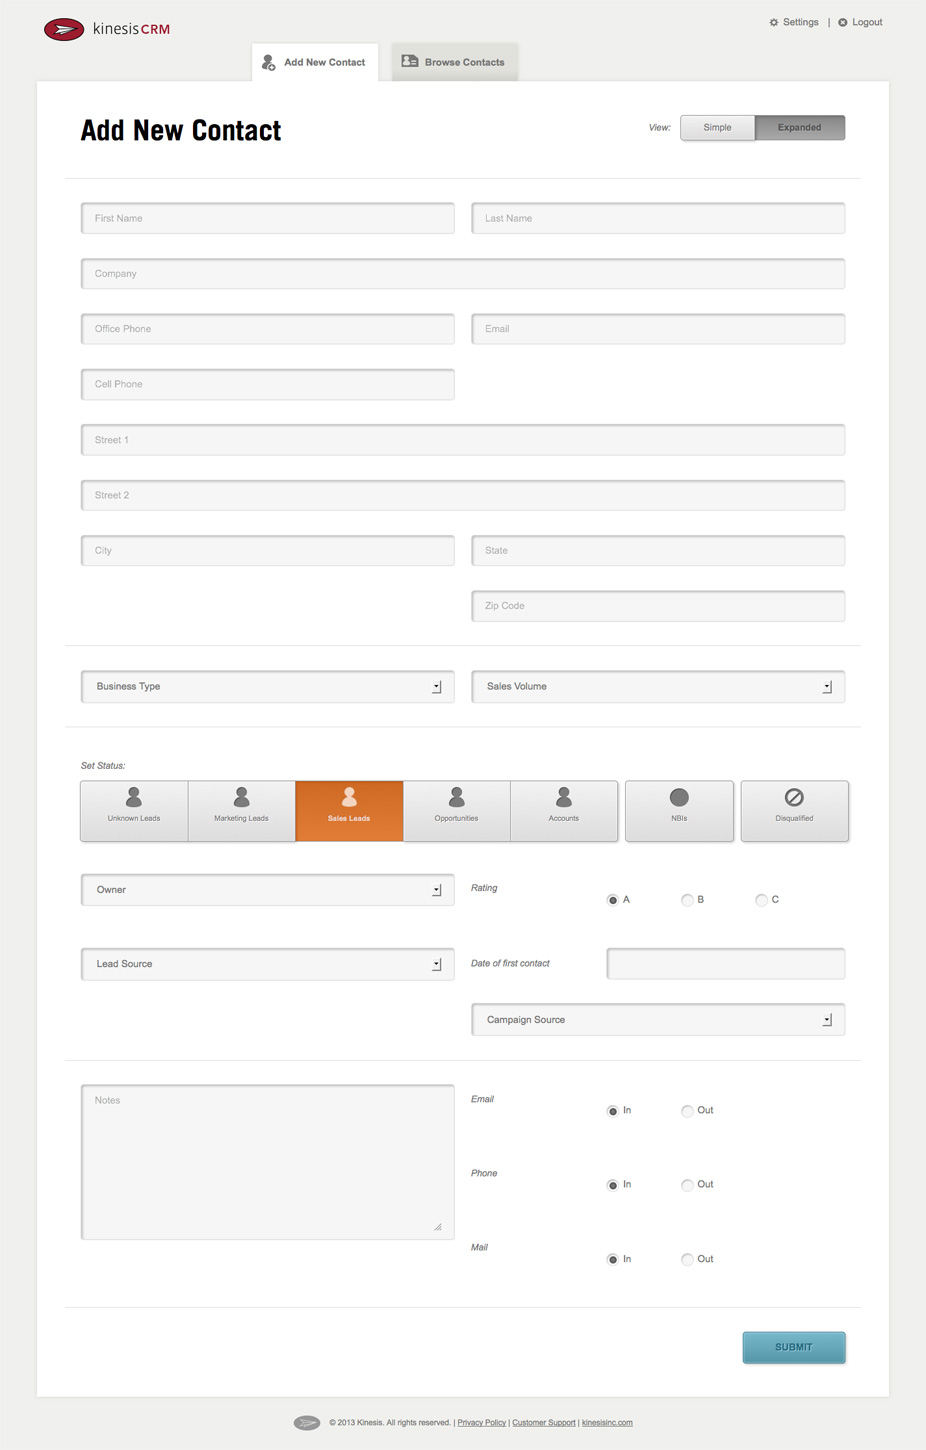 kinesisCRM
Settings | Logout
Add New Contact
Browse Contacts
Add New Contact
View: Simple Expanded
First Name Last Name
Company
Office Phone Email
Cell Phone
Street 1
Street 2
City State
Zip Code
Business Type Sales Volume
Set Status:
Unknown Leads Marketing Leads Sales Leads Opportunities Accounts NBIs Disqualified
Owner Rating A B C
Lead Source Date of first contact
Campaign Source
Notes Email In Out
Phone In Out
Mail In Out
SUBMIT
© 2013 Kinesis. All rights reserved. | Privacy Policy | Customer Support | kinesisinc.com